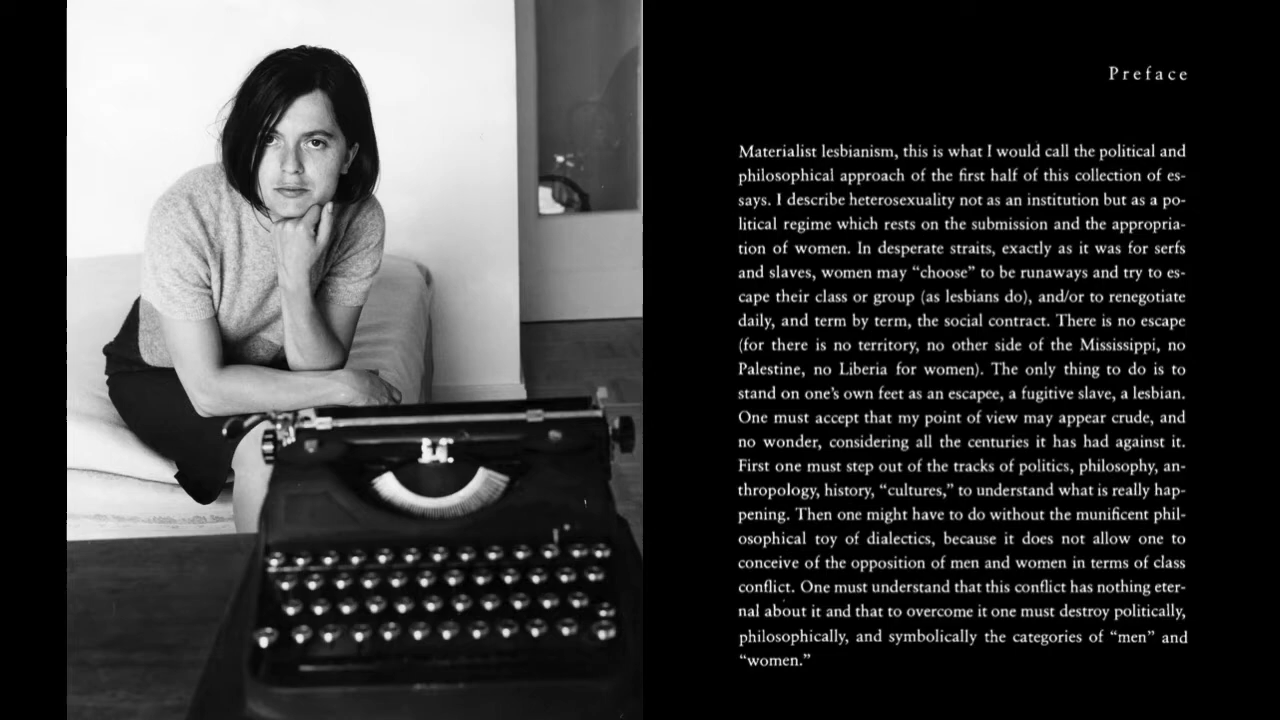 Preface
Materialist lesbianism, this is what I would call the political and
philosophical approach of the first half of this collection of es-
says. I describe heterosexuality not as an institution but as a po-
litical regime which rests on the submission and the appropria-
tion of women. In desperate straits, exactly as it was for serfs
and slaves, women may “choose” to be runaways and try to es-
cape their class or group (as lesbians do), and/or to renegotiate
daily, and term by term, the social contract. There is no escape
(for there is no territory, no other side of the Mississippi, no
Palestine, no Liberia for women). The only thing to do is to
stand on one’s own feet as an escapee, a fugitive slave, a lesbian.
One must accept that my point of view may appear crude, and
no wonder, considering all the centuries it has had against it.
First one must step out of the tracks of politics, philosophy, an-
thropology, history, “cultures,” to understand what is really hap-
pening. Then one might have to do without the munificent phil-
osophical toy of dialectics, because it does not allow one to
conceive of the opposition of men and women in terms of class
conflict. One must understand that this conflict has nothing eter-
nal about it and that to overcome it one must destroy politically,
philosophically, and symbolically the categories of “men” and
“women.”